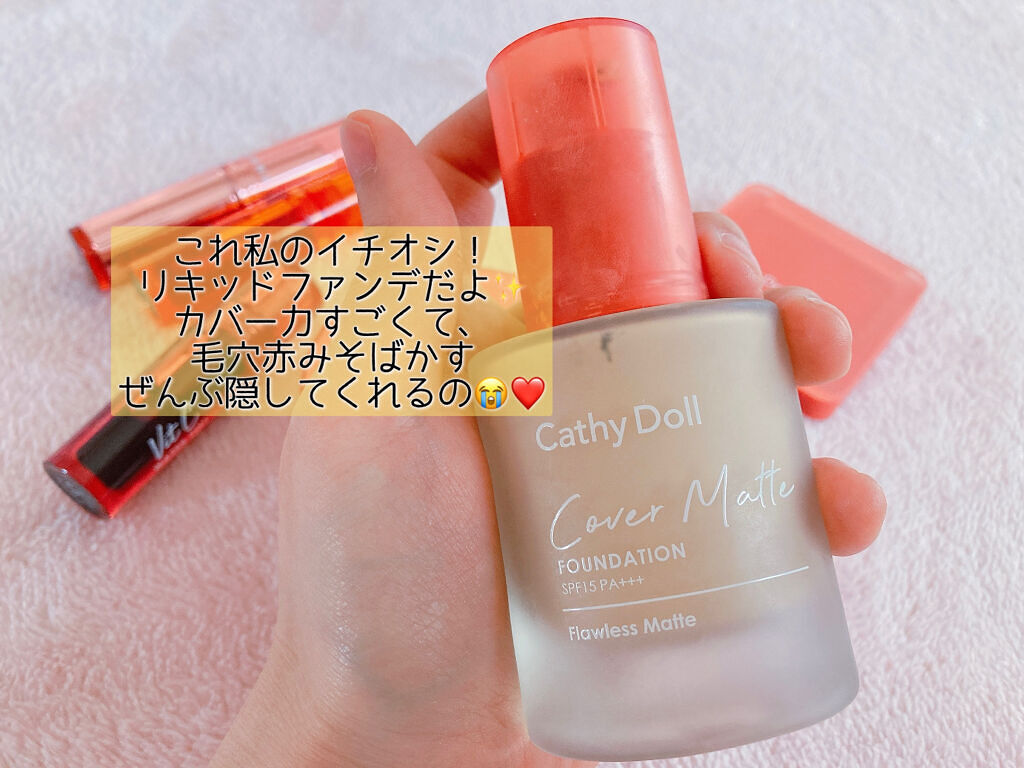 これ私のイチオシ！
リキッドファンデだよ✨
カバー力すごくて、
毛穴赤みそばかす
ぜんぶ隠してくれるの😭❤️
Cathy Doll
Cover Matte
FOUNDATION
SPF15 PA+++
Flawless Matte